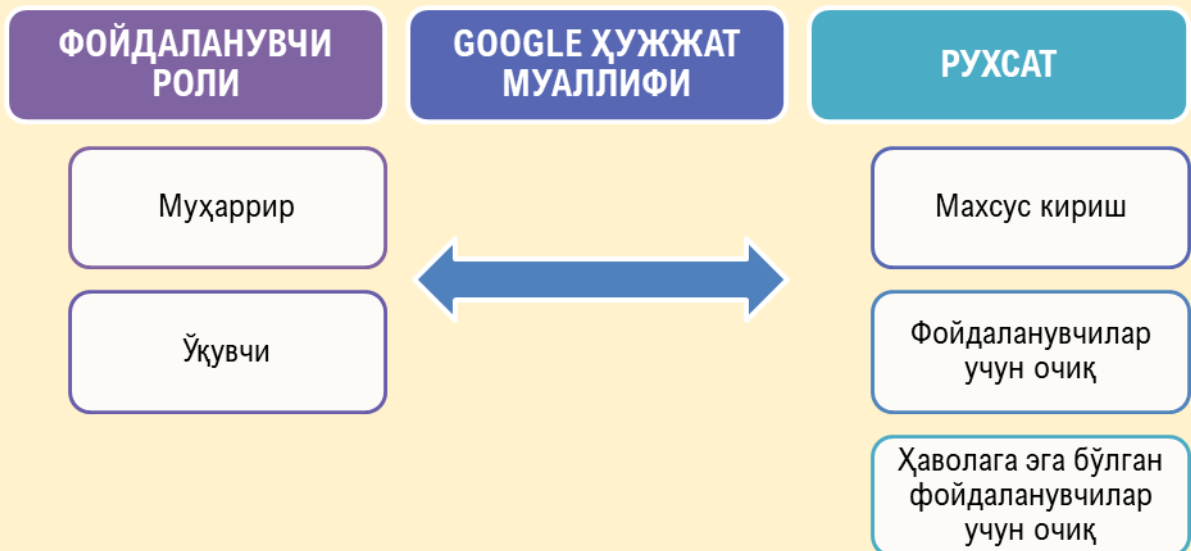 ФОЙДАЛАНУВЧИ
РОЛИ
GOOGLE ҲУЖЖАТ
МУАЛЛИФИ
РУХСАТ
Муҳаррир
Ўқувчи
Махсус кириш
Фойдаланувчилар
учун очиқ
Ҳаволага эга бўлган
фойдаланувчилар
учун очиқ